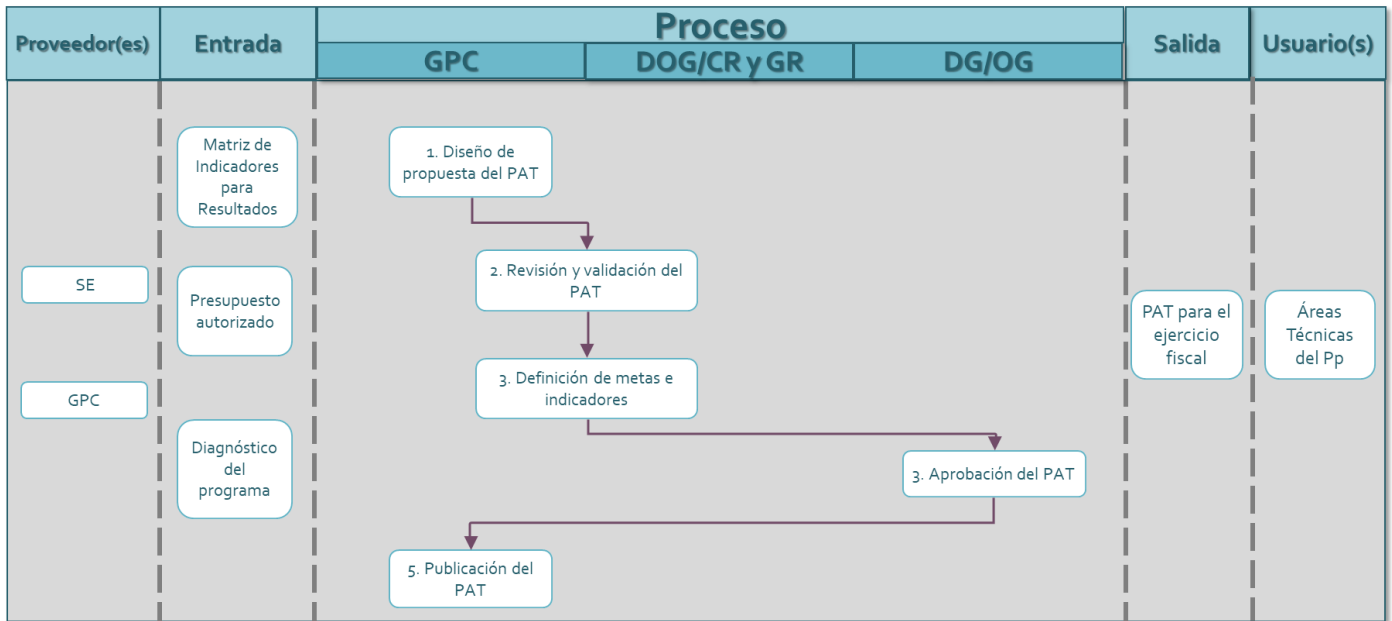 Proveedor(es)
Entrada
Proceso
GPC
DOG/CR y GR
DG/OG
Salida
Usuario(s)
SE
GPC
Matriz de
Indicadores
para
Resultados
Presupuesto
autorizado
Diagnóstico
del
programa
1. Diseño de
propuesta del PAT
2. Revisión y validación del
PAT
3. Definición de metas e
indicadores
3. Aprobación del PAT
5. Publicación del
PAT
PAT para el
ejercicio
fiscal
Áreas
Técnicas
del Pp